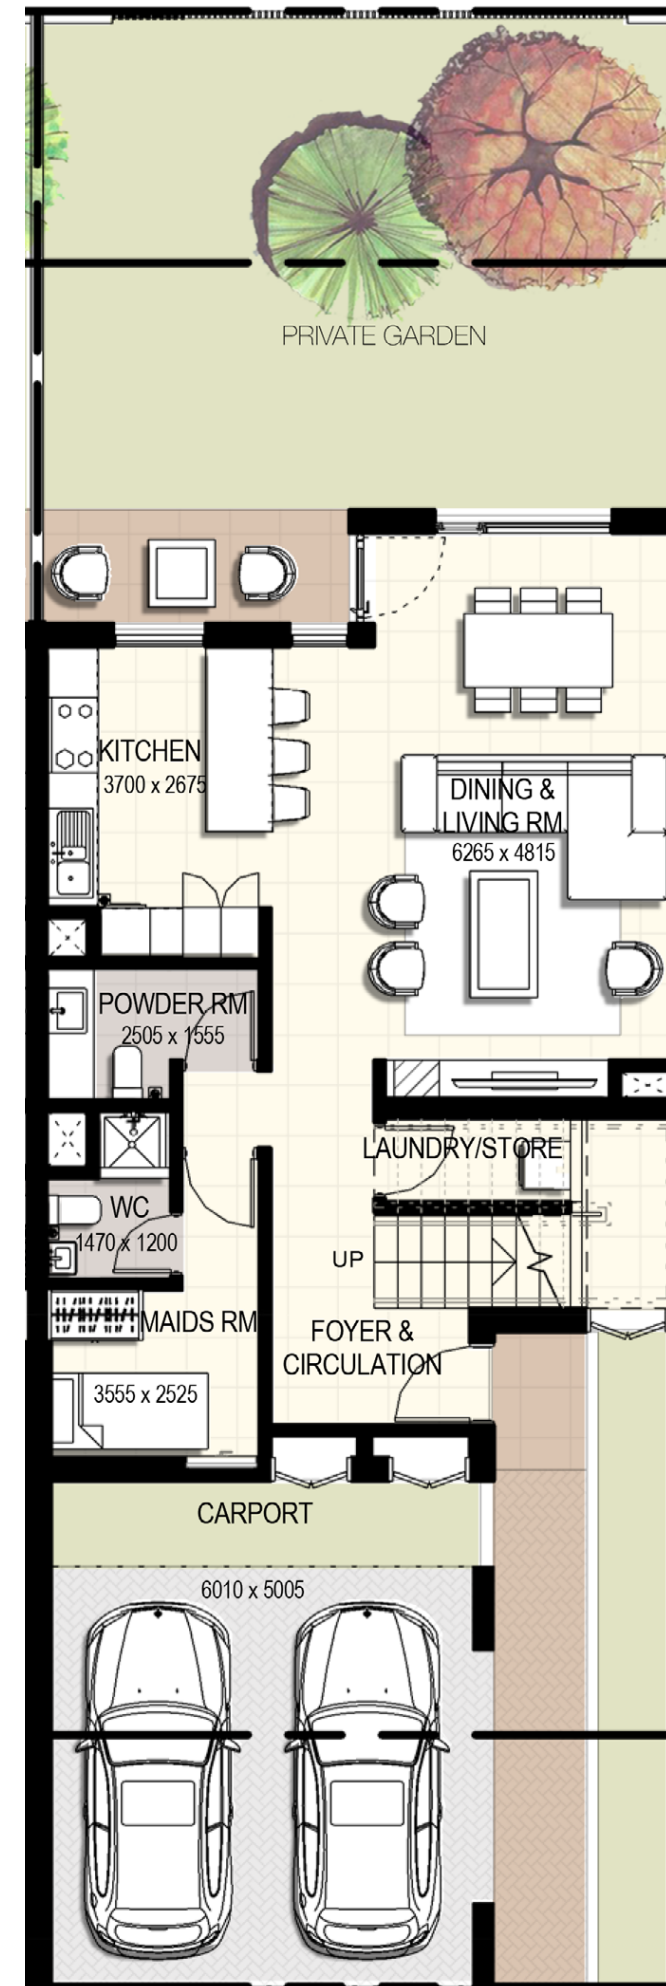 PRIVATE GARDEN
KITCHEN
3700 x 2675
DINING &
LIVING RM
6265 x 4815
POWDER RM
2505 x 1555
LAUNDRY/STORE
WC
1470 x 1200
UP
MAIDS RM
3555 x 2525
FOYER &
CIRCULATION
CARPORT
6010 x 5005